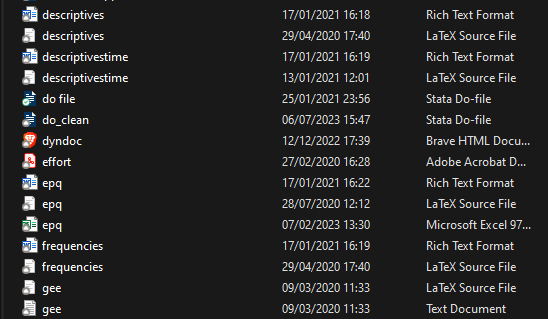 descriptives 17/01/2021 16:18 Rich Text Format
descriptives 29/04/2020 17:40 LaTeX Source File
descriptivestime 17/01/2021 16:19 Rich Text Format
descriptivestime 13/01/2021 12:01 LaTeX Source File
do file 25/01/2021 23:56 Stata Do-file
do_clean 06/07/2023 15:47 Stata Do-file
dyndoc 12/12/2022 17:39 Brave HTML Docu...
effort 27/02/2020 16:28 Adobe Acrobat D...
epq 17/01/2021 16:22 Rich Text Format
epq 28/07/2020 12:12 LaTeX Source File
epq 07/02/2023 13:30 Microsoft Excel 97...
frequencies 17/01/2021 16:19 Rich Text Format
frequencies 29/04/2020 17:40 LaTeX Source File
gee 09/03/2020 11:33 LaTeX Source File
gee 09/03/2020 11:33 Text Document